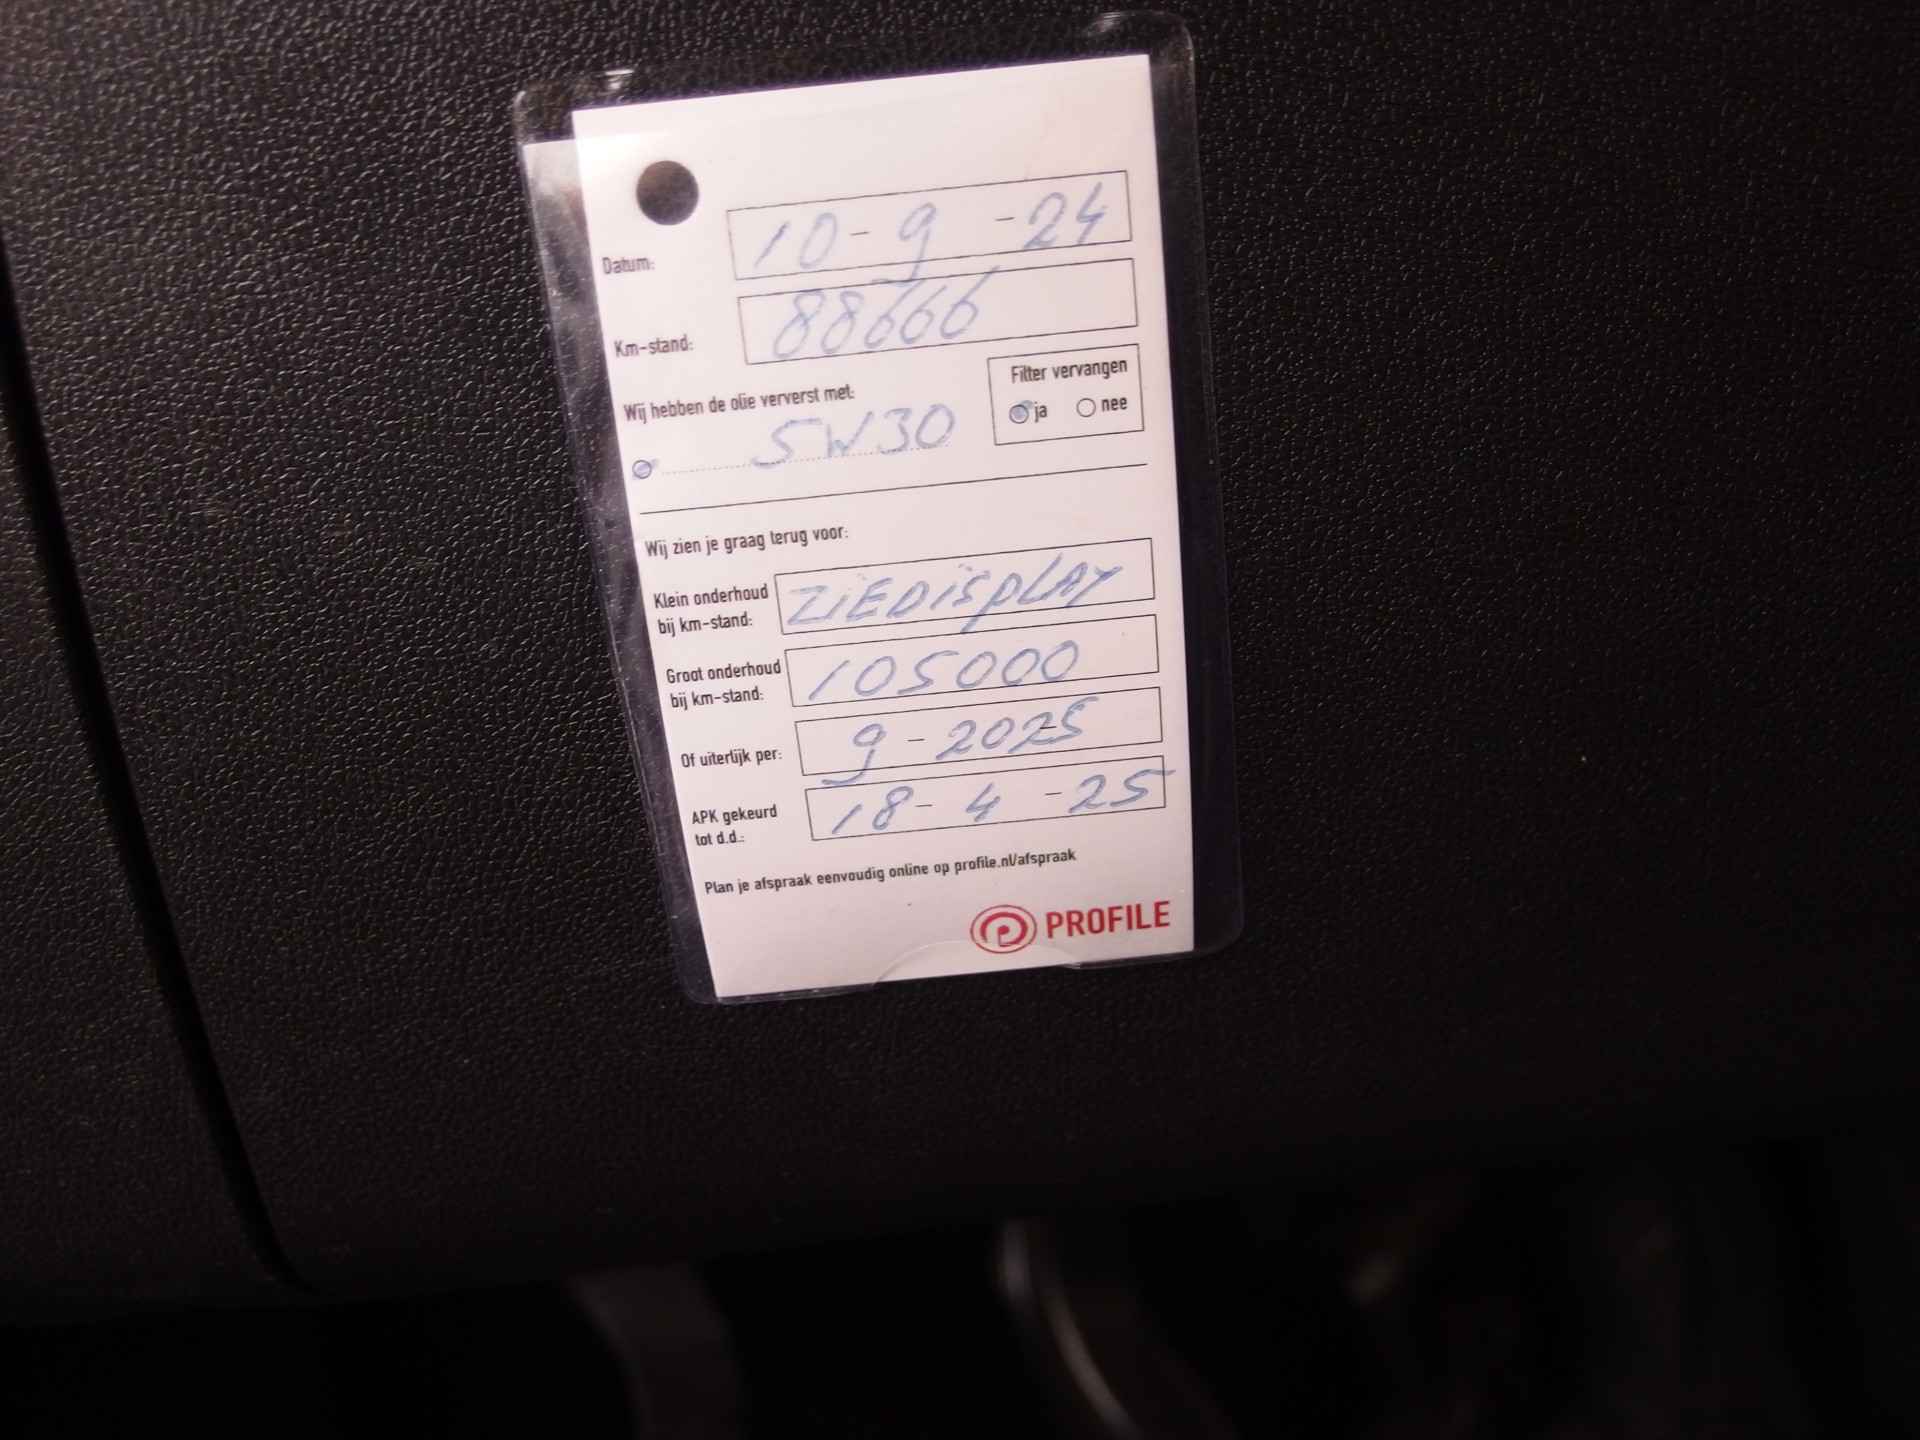 Datum: 10-9-24
Km-stand: 88666
Wij hebben de olie ververst met:
5W30
Filter vervangen
ja nee
Wij zien je graag terug voor:
Klein onderhoud
bij km-stand: ZIE DISPLAY
Groot onderhoud
bij km-stand: 105000
Of uiterlijk per: 9-2025
APK gekeurd
tot d.d.: 18-4-25
Plan je afspraak eenvoudig online op profile.nl/afspraak
PROFILE